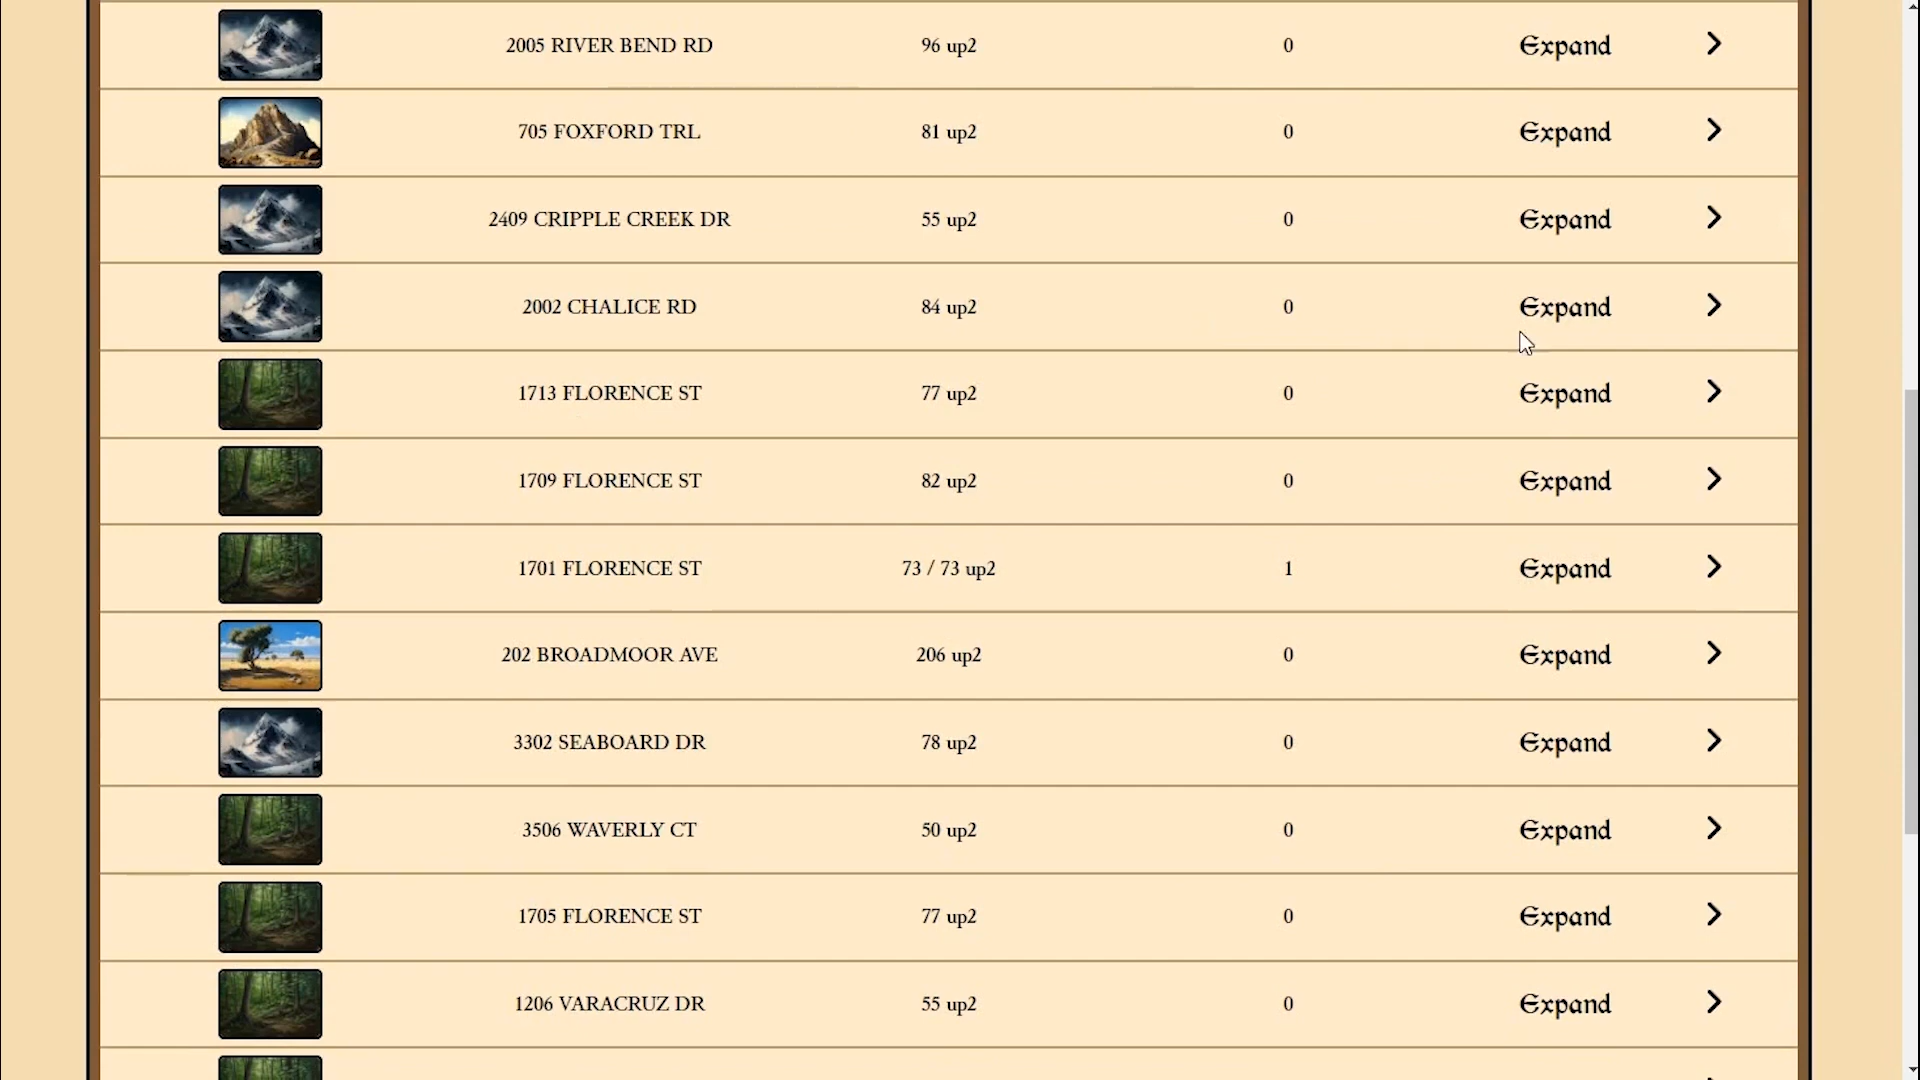 2005 RIVER BEND RD 96 up2 0 Expand
705 FOXFORD TRL 81 up2 0 Expand
2409 CRIPPLE CREEK DR 55 up2 0 Expand
2002 CHALICE RD 84 up2 0 Expand
1713 FLORENCE ST 77 up2 0 Expand
1709 FLORENCE ST 82 up2 0 Expand
1701 FLORENCE ST 73 / 73 up2 1 Expand
202 BROADMOOR AVE 206 up2 0 Expand
3302 SEABOARD DR 78 up2 0 Expand
3506 WAVERLY CT 50 up2 0 Expand
1705 FLORENCE ST 77 up2 0 Expand
1206 VARACRUZ DR 55 up2 0 Expand